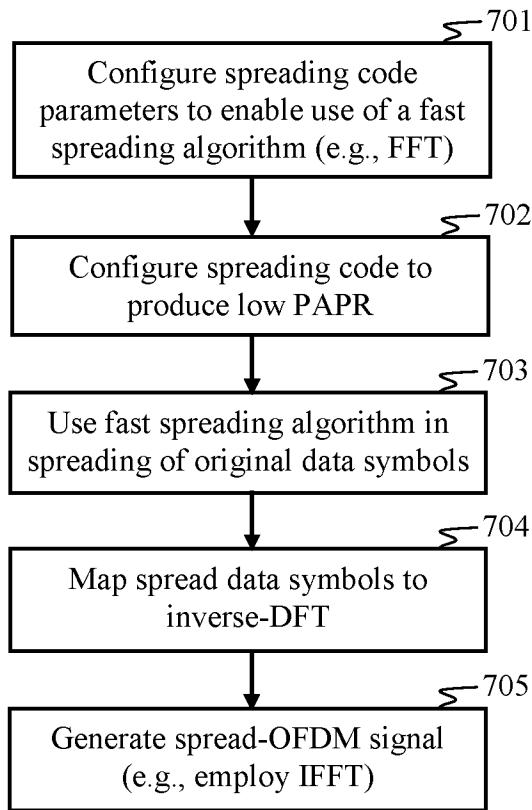 701
Configure spreading code
parameters to enable use of a fast
spreading algorithm (e.g., FFT)
702
Configure spreading code to
produce low PAPR
703
Use fast spreading algorithm in
spreading of original data symbols
704
Map spread data symbols to
inverse-DFT
705
Generate spread-OFDM signal
(e.g., employ IFFT)